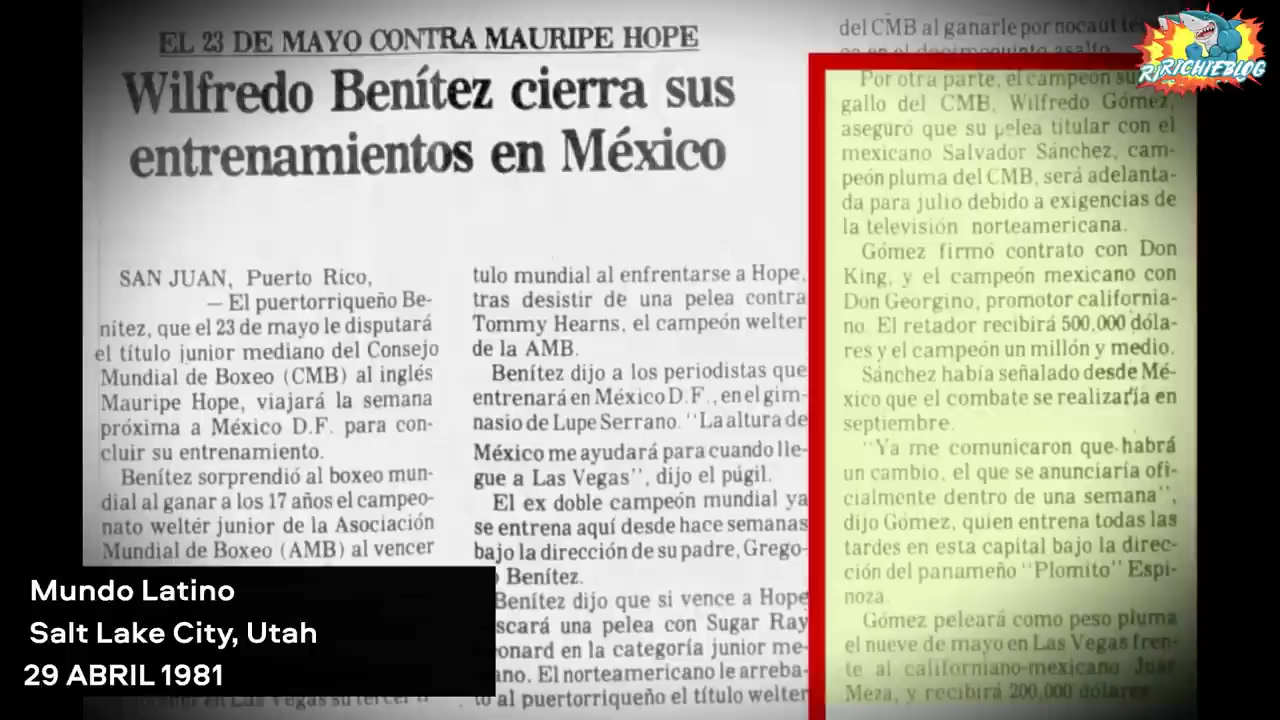 EL 23 DE MAYO CONTRA MAURIPE HOPE
Wilfredo Benítez cierra sus
entrenamientos en México
SAN JUAN, Puerto Rico,
— El puertorriqueño Be-
nítez, que el 23 de mayo le disputará
el título junior mediano del Consejo
Mundial de Boxeo (CMB) al inglés
Mauripe Hope, viajará la semana
próxima a México D.F. para con-
cluir su entrenamiento.
Benítez sorprendió al boxeo mun-
dial al ganar a los 17 años el campeo-
nato welter junior de la Asociación
Mundial de Boxeo (AMB) al vencer
en Las Vegas su tercer
tulo mundial al enfrentarse a Hope,
tras desistir de una pelea contra
Tommy Hearns, el campeón welter
de la AMB.
Benítez dijo a los periodistas que
entrenará en México D.F., en el gim-
nasio de Lupe Serrano. "La altura de
México me ayudará para cuando lle-
gue a Las Vegas", dijo el púgil.
El ex doble campeón mundial ya
se entrena aquí desde hace semanas
bajo la dirección de su padre, Grego-
Benítez.
Benítez dijo que si vence a Hope
scará una pelea con Sugar Ray
eonard en la categoría junior me-
ano. El norteamericano le arreba-
to al puertorriqueño el título welter
del CMB al ganarle por nocaut
en el decimoquinto asalto.
Por otra parte, el campeón
gallo del CMB, Wilfredo Gómez,
aseguró que su pelea titular con el
mexicano Salvador Sánchez, cam-
peón pluma del CMB, será adelanta-
da para julio debido a exigencias de
la televisión norteamericana.
Gómez firmó contrato con Don
King, y el campeón mexicano con
Don Georgino, promotor california-
no. El retador recibirá 500,000 dóla-
res y el campeón un millón y medio.
Sánchez había señalado desde Mé-
xico que el combate se realizaría en
septiembre.
"Ya me comunicaron que habrá
un cambio, el que se anunciaría ofi-
cialmente dentro de una semana",
dijo Gómez, quien entrena todas las
tardes en esta capital bajo la direc-
ción del panameño "Plomito" Espi-
noza.
Gómez peleará como peso pluma
el nueve de mayo en Las Vegas fren-
te al californiano-mexicano Juan
Meza, y recibirá 200,000 dólares.
RJRICHIEBLOG
Mundo Latino
Salt Lake City, Utah
29 ABRIL 1981